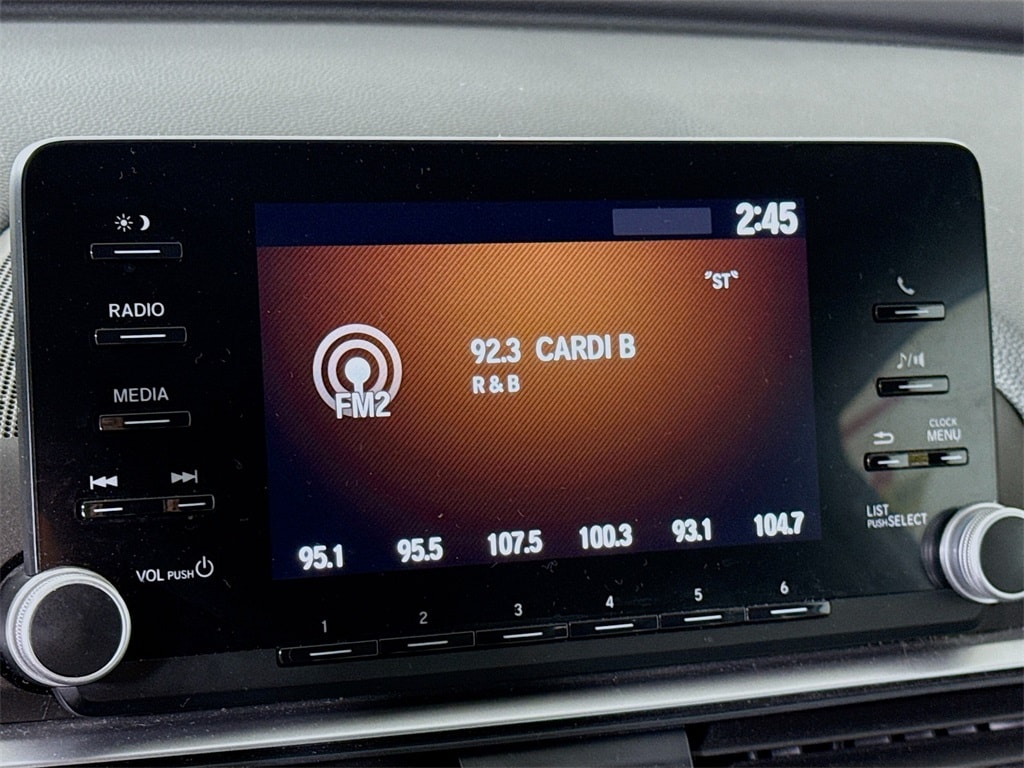 2:45
"ST"
RADIO
92.3 CARDI B
R & B
FM2
MEDIA
CLOCK
MENU
LIST
PUSH SELECT
95.1 95.5 107.5 100.3 93.1 104.7
VOL PUSH
1 2 3 4 5 6